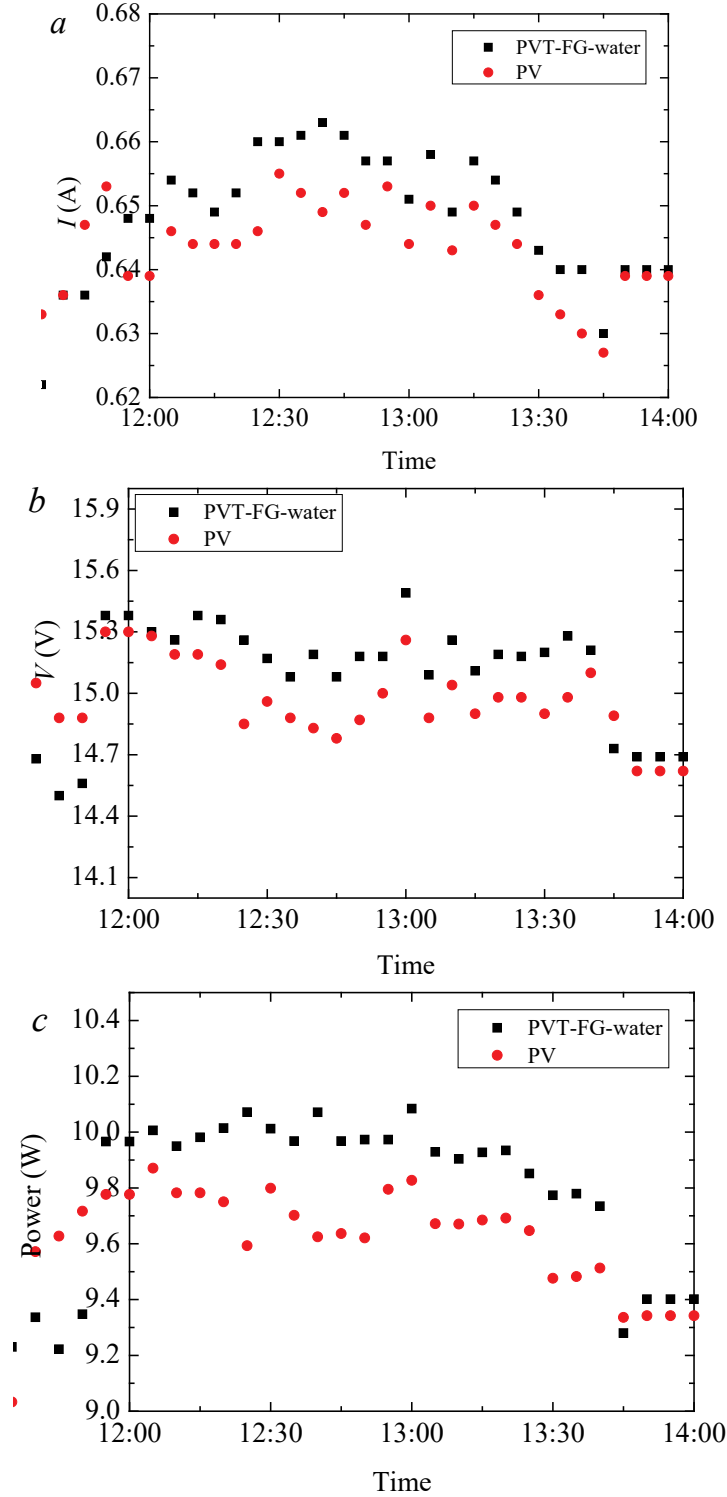 a
0.68
PVT-FG-water
PV
0.67
0.66
0.65
I (A)
0.64
0.63
0.62
12:00 12:30 13:00 13:30 14:00
Time
b
15.9
PVT-FG-water
PV
15.6
15.3
V (V)
15.0
14.7
14.4
14.1
12:00 12:30 13:00 13:30 14:00
Time
c
10.4
PVT-FG-water
PV
10.2
10.0
9.8
Power (W)
9.6
9.4
9.2
9.0
12:00 12:30 13:00 13:30 14:00
Time